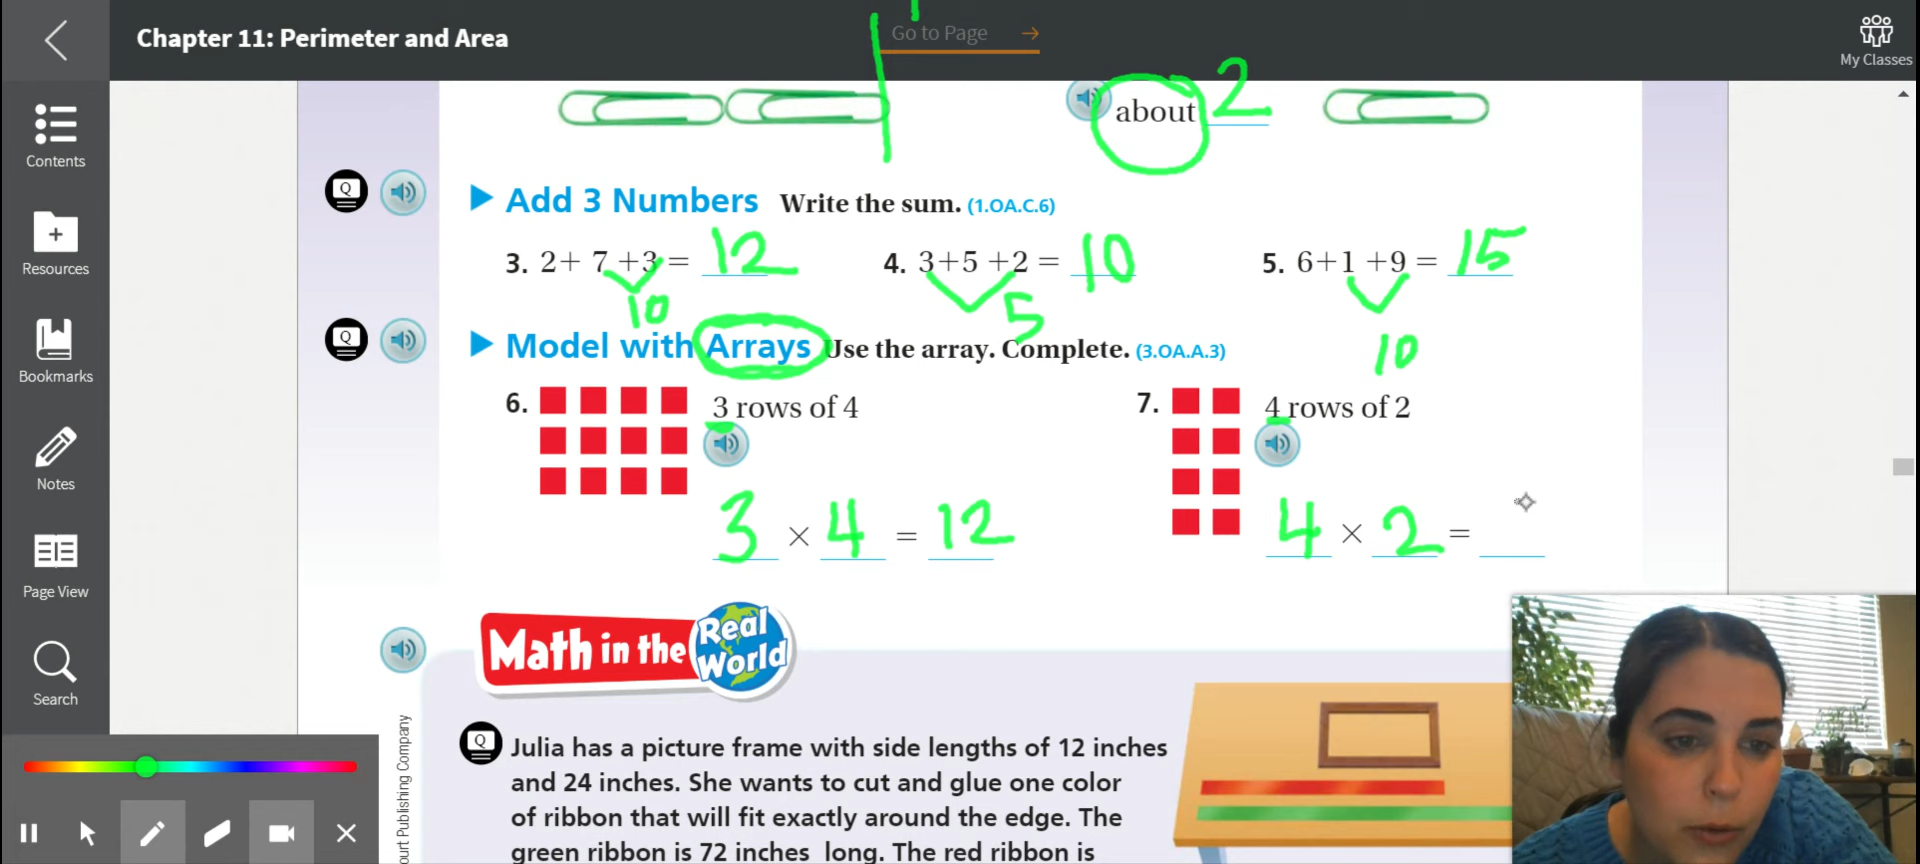 Chapter 11: Perimeter and Area
Go to Page →
My Classes
Contents
Resources
Bookmarks
Notes
Page View
Search
about 2
Add 3 Numbers Write the sum. (1.OA.C.6)
3. 2+ 7 +3 = 12
10
4. 3+5 +2 = 10
5
5. 6+1 +9 = 15
10
Model with Arrays Use the array. Complete. (3.OA.A.3)
6. 3 rows of 4
3 × 4 = 12
7. 4 rows of 2
4 × 2 =
Math in the Real World
Q Julia has a picture frame with side lengths of 12 inches
and 24 inches. She wants to cut and glue one color
of ribbon that will fit exactly around the edge. The
green ribbon is 72 inches long. The red ribbon is
court Publishing Company